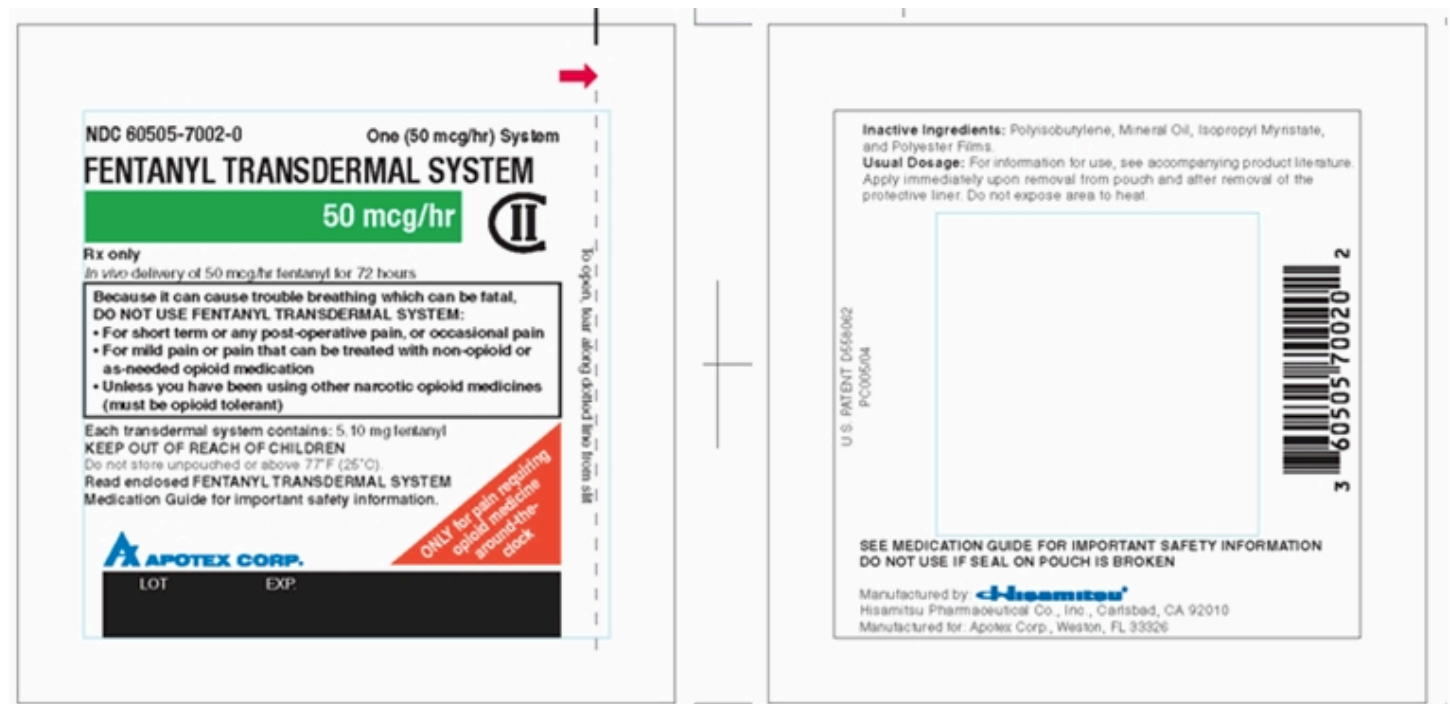 NDC 60505-7002-0 One (50 mcg/hr) System
FENTANYL TRANSDERMAL SYSTEM
50 mcg/hr
CII
Rx only
In vivo delivery of 50 mcg/hr fentanyl for 72 hours
Because it can cause trouble breathing which can be fatal,
DO NOT USE FENTANYL TRANSDERMAL SYSTEM:
• For short term or any post-operative pain, or occasional pain
• For mild pain or pain that can be treated with non-opioid or
as-needed opioid medication
• Unless you have been using other narcotic opioid medicines
(must be opioid tolerant)
Each transdermal system contains: 5.10 mg fentanyl
KEEP OUT OF REACH OF CHILDREN
Do not store unpouched or above 77°F (25°C).
Read enclosed FENTANYL TRANSDERMAL SYSTEM
Medication Guide for important safety information.
ONLY for pain requiring
opioid medicine
around-the-
clock
APOTEX CORP.
LOT EXP.
To open, tear along dotted line from slit
Inactive Ingredients: Polyisobutylene, Mineral Oil, Isopropyl Myristate,
and Polyester Films.
Usual Dosage: For information for use, see accompanying product literature.
Apply immediately upon removal from pouch and after removal of the
protective liner. Do not expose area to heat.
U.S. PATENT D558062
PC005/04
3 60505 70020 2
SEE MEDICATION GUIDE FOR IMPORTANT SAFETY INFORMATION
DO NOT USE IF SEAL ON POUCH IS BROKEN
Manufactured by: Hisamitsu
Hisamitsu Pharmaceutical Co., Inc., Carlsbad, CA 92010
Manufactured for: Apotex Corp., Weston, FL 33326